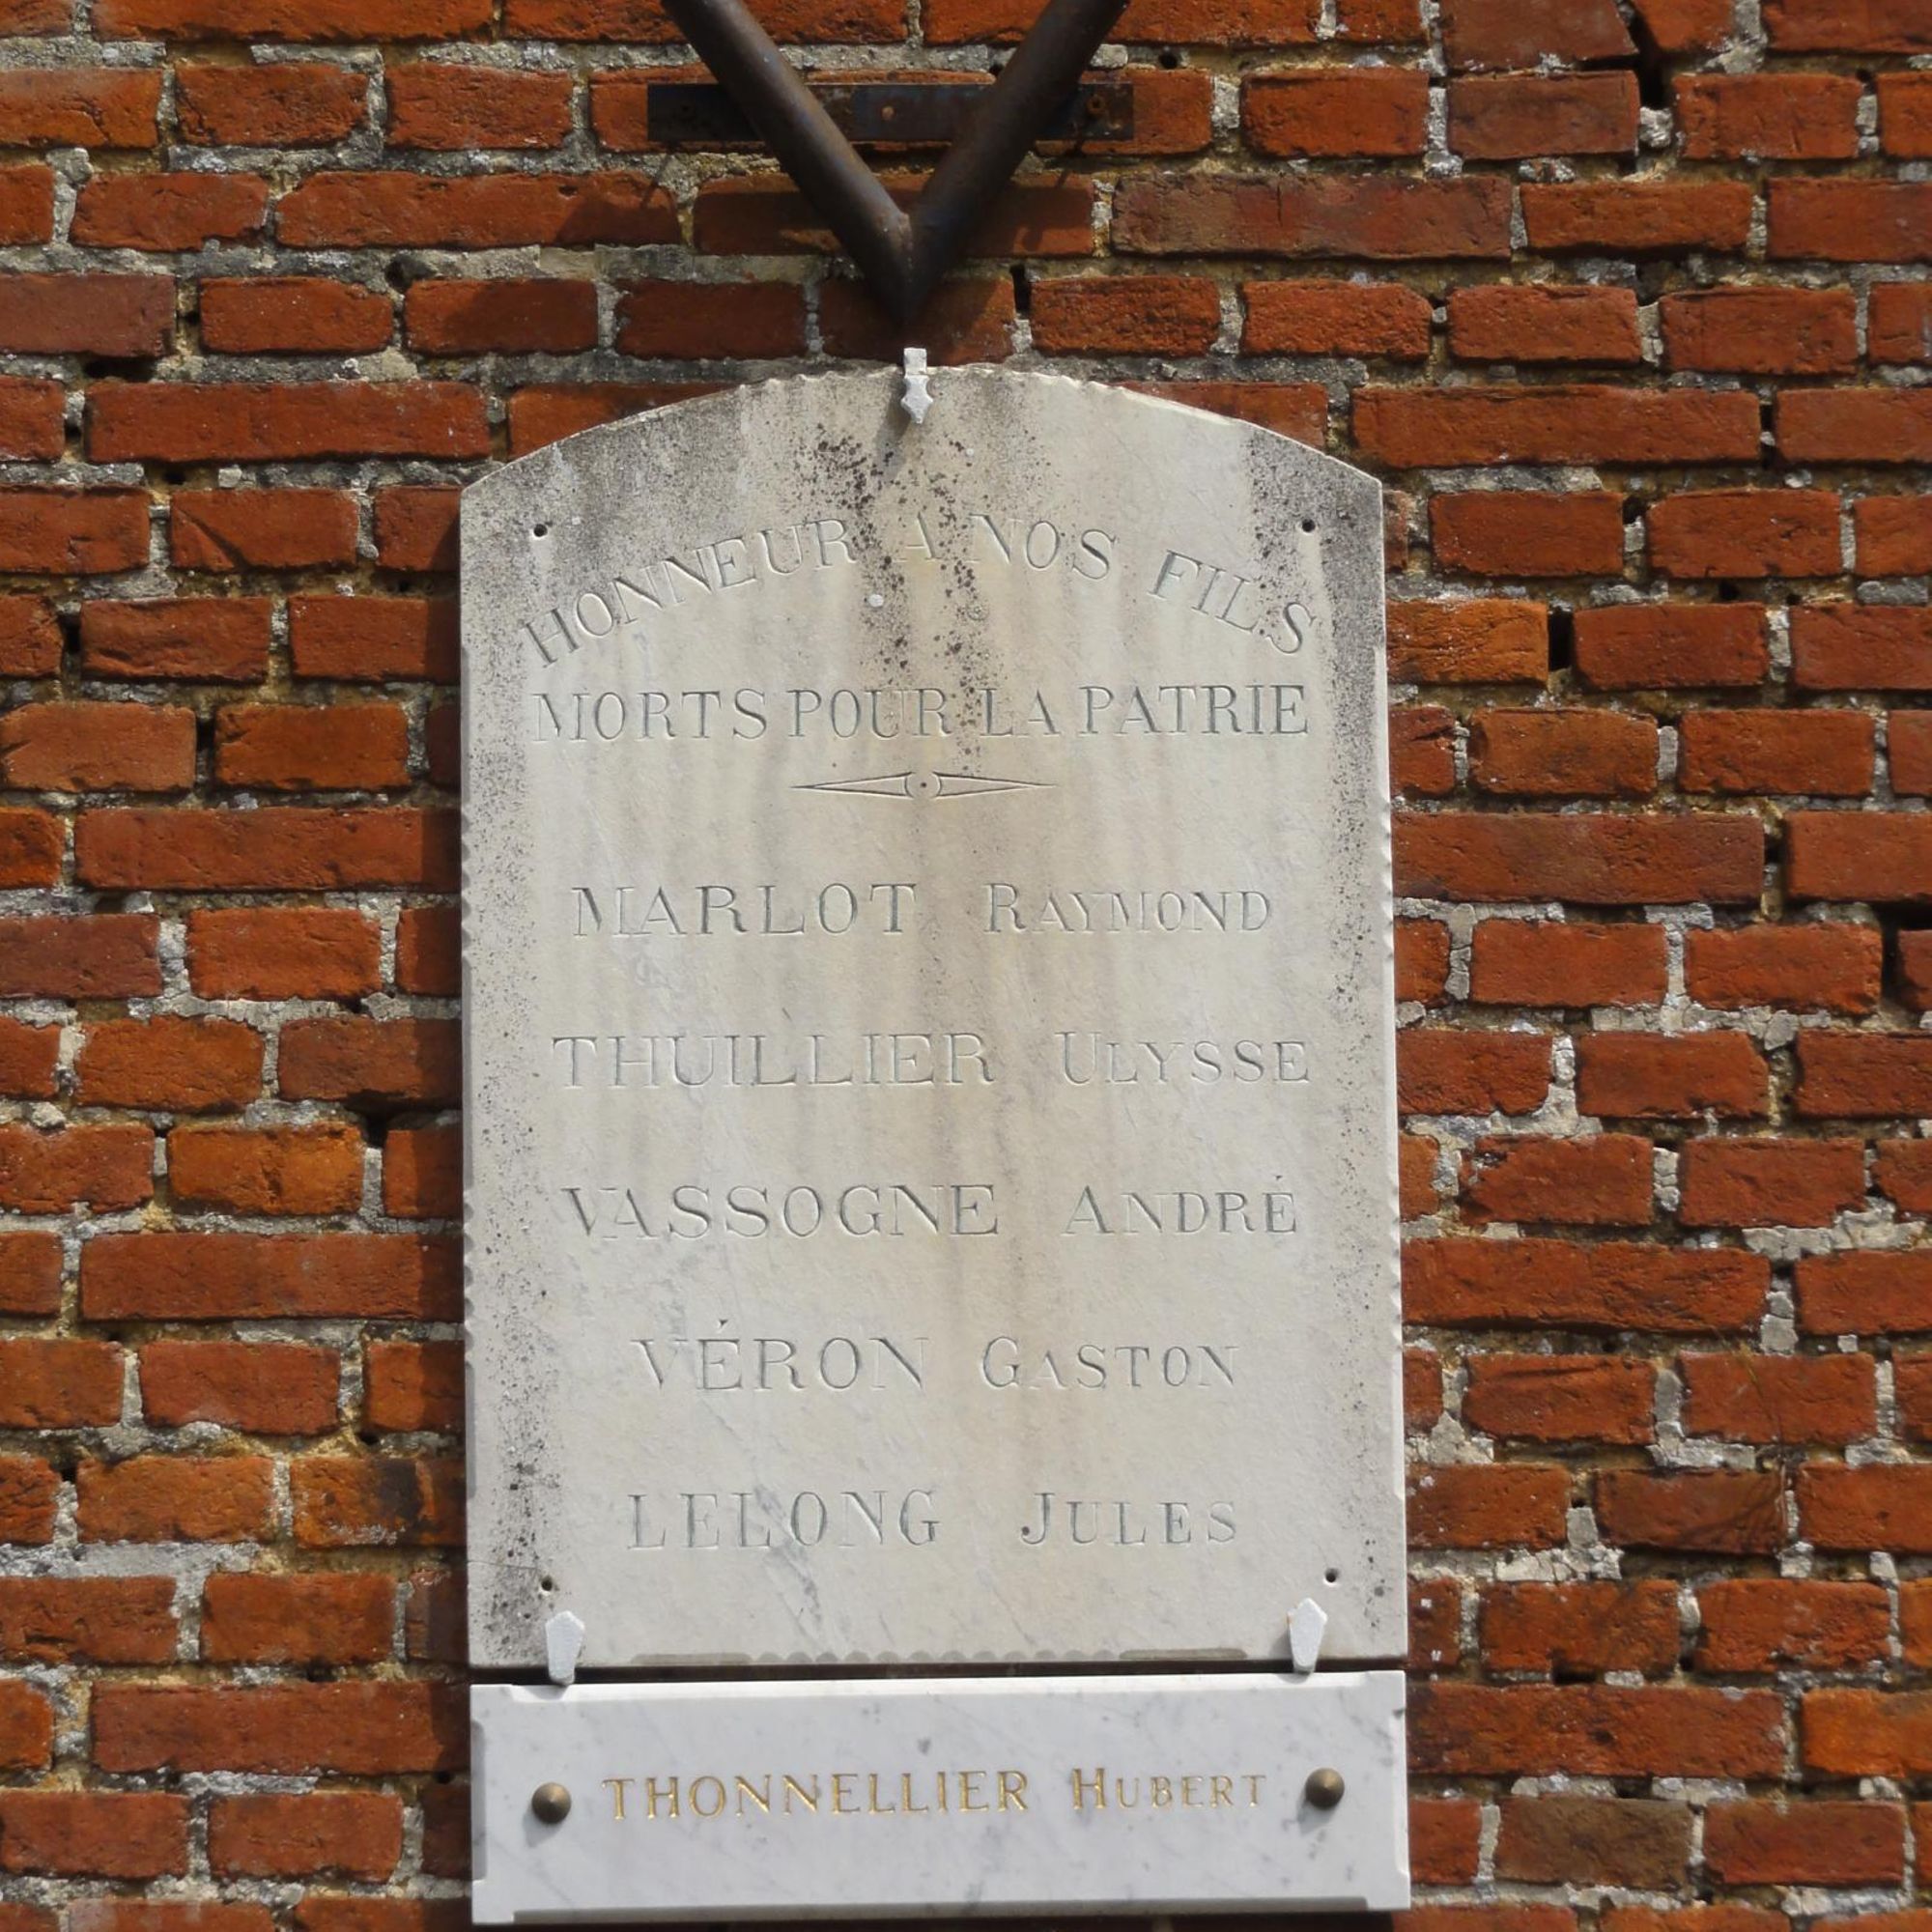 HONNEUR A NOS FILS
MORTS POUR LA PATRIE
MARLOT RAYMOND
THUILLIER ULYSSE
VASSOGNE ANDRÉ
VÉRON GASTON
LELONG JULES
THONNELLIER HUBERT